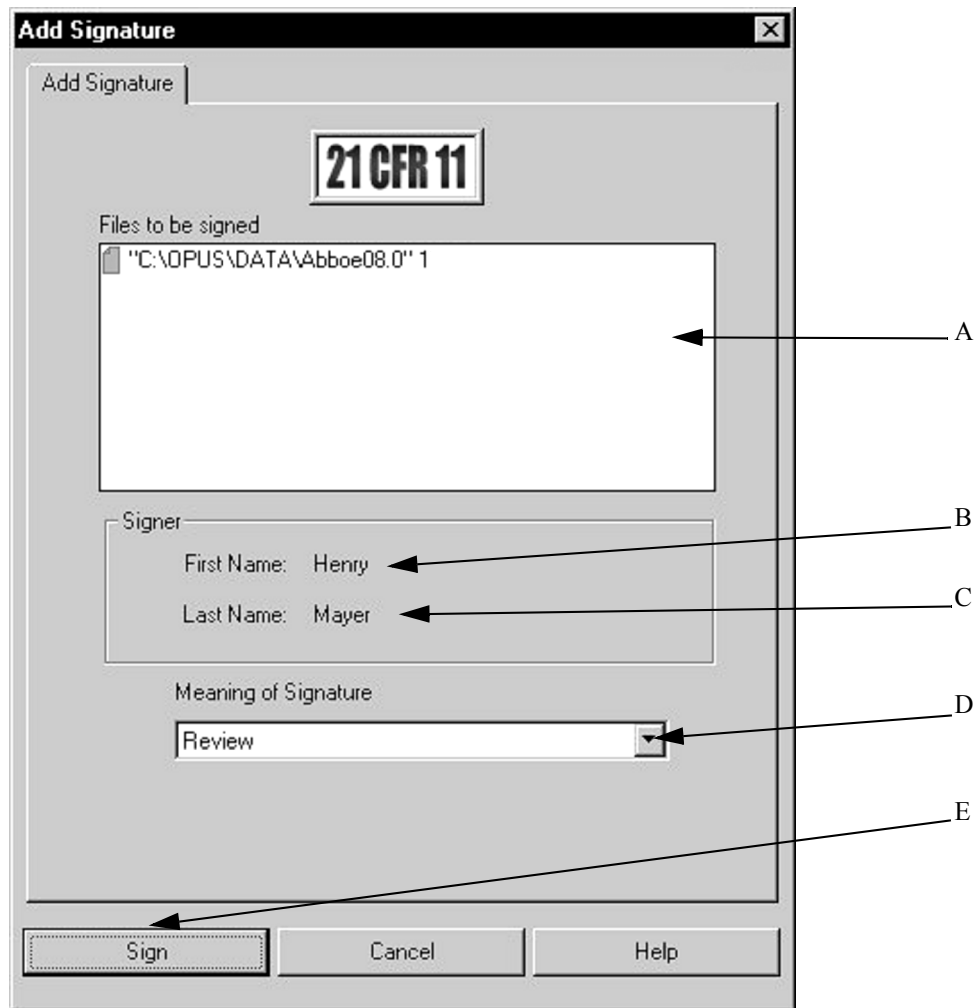 Add Signature
Add Signature
21 CFR 11
Files to be signed
"C:\OPUS\DATA\Abboe08.0" 1
A
Signer
B
First Name: Henry
C
Last Name: Mayer
Meaning of Signature
D
Review
E
Sign Cancel Help